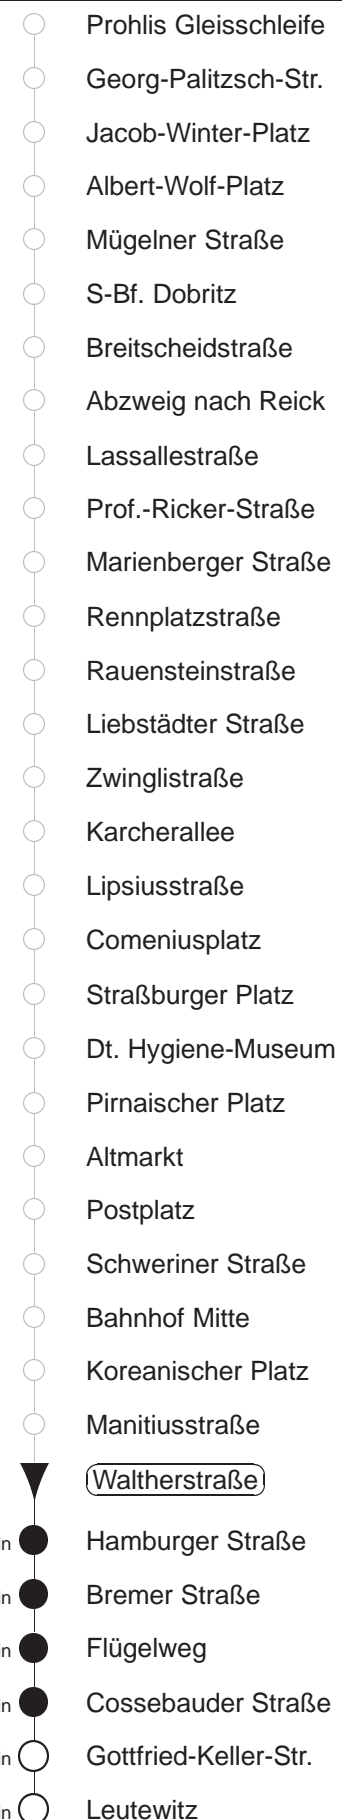 Prohlis Gleisschleife
Georg-Palitzsch-Str.
Jacob-Winter-Platz
Albert-Wolf-Platz
Mügelner Straße
S-Bf. Dobritz
Breitscheidstraße
Abzweig nach Reick
Lassallestraße
Prof.-Ricker-Straße
Marienberger Straße
Rennplatzstraße
Rauensteinstraße
Liebstädter Straße
Zwinglistraße
Karcherallee
Lipsiusstraße
Comeniusplatz
Straßburger Platz
Dt. Hygiene-Museum
Pirnaischer Platz
Altmarkt
Postplatz
Schweriner Straße
Bahnhof Mitte
Koreanischer Platz
Manitiusstraße
Waltherstraße
Hamburger Straße
Bremer Straße
Flügelweg
Cossebauder Straße
Gottfried-Keller-Str.
Leutewitz